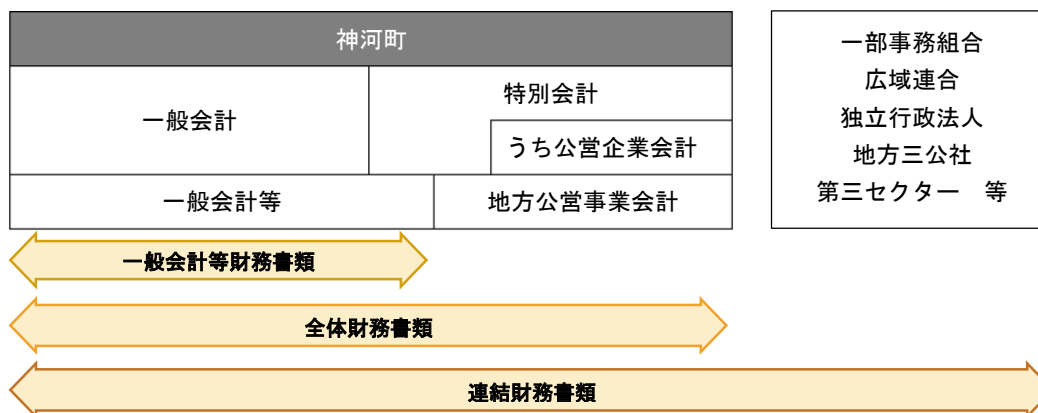 神河町
一般会計
特別会計
うち公営企業会計
一般会計等
地方公営事業会計
一部事務組合
広域連合
独立行政法人
地方三公社
第三セクター　等
一般会計等財務書類
全体財務書類
連結財務書類